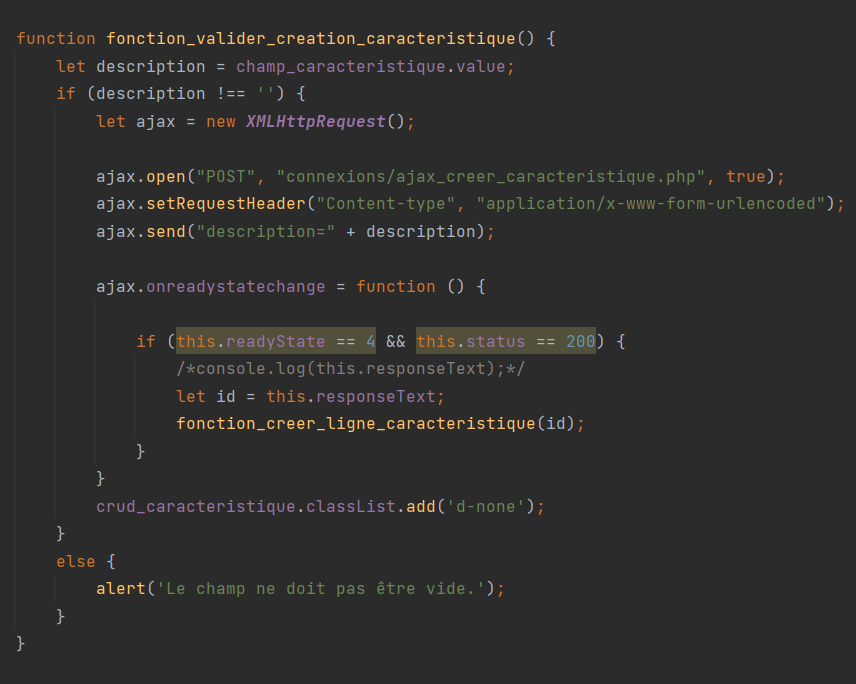 function fonction_valider_creation_caracteristique() {
let description = champ_caracteristique.value;
if (description !== '') {
let ajax = new XMLHttpRequest();
ajax.open("POST", "connexions/ajax_creer_caracteristique.php", true);
ajax.setRequestHeader("Content-type", "application/x-www-form-urlencoded");
ajax.send("description=" + description);
ajax.onreadystatechange = function () {
if (this.readyState == 4 && this.status == 200) {
/*console.log(this.responseText);*/
let id = this.responseText;
fonction_creer_ligne_caracteristique(id);
}
}
crud_caracteristique.classList.add('d-none');
}
else {
alert('Le champ ne doit pas être vide.');
}
}